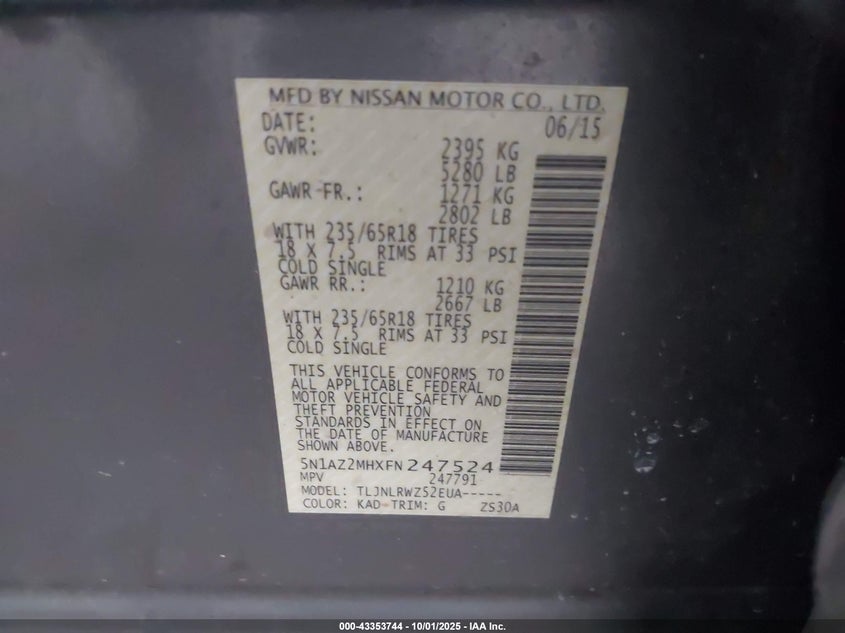 MFD BY NISSAN MOTOR CO., LTD.
DATE: 06/15
GVWR: 2395 KG
5280 LB
GAWR FR.: 1271 KG
2802 LB
WITH 235/65R18 TIRES
18 X 7.5 RIMS AT 33 PSI
COLD SINGLE
GAWR RR.: 1210 KG
2667 LB
WITH 235/65R18 TIRES
18 X 7.5 RIMS AT 33 PSI
COLD SINGLE
THIS VEHICLE CONFORMS TO
ALL APPLICABLE FEDERAL
MOTOR VEHICLE SAFETY AND
THEFT PREVENTION
STANDARDS IN EFFECT ON
THE DATE OF MANUFACTURE
SHOWN ABOVE.
5N1AZ2MHXFN247524
MPV 247791
MODEL: TLJNLRWZ52EUA-----
COLOR: KAD-TRIM: G ZS30A
000-43353744 - 10/01/2025 - IAA Inc.